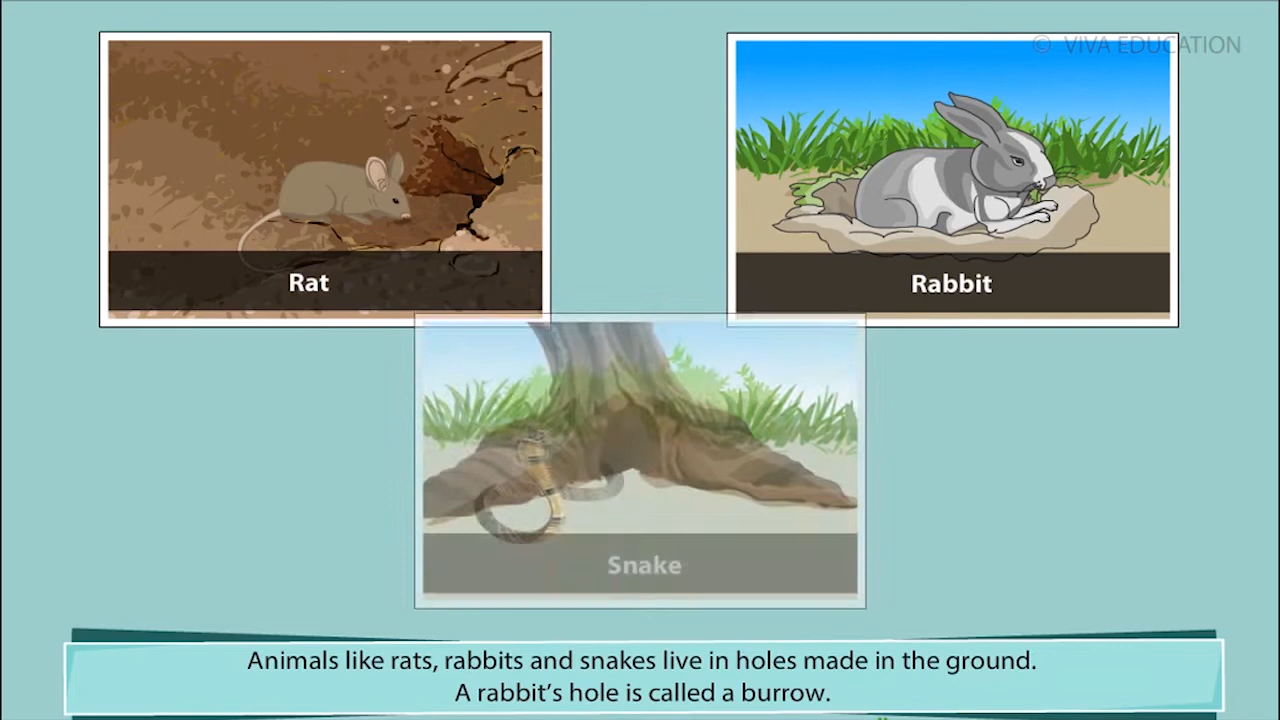 © VIVA EDUCATION
Rat
Rabbit
Snake
Animals like rats, rabbits and snakes live in holes made in the ground.
A rabbit's hole is called a burrow.